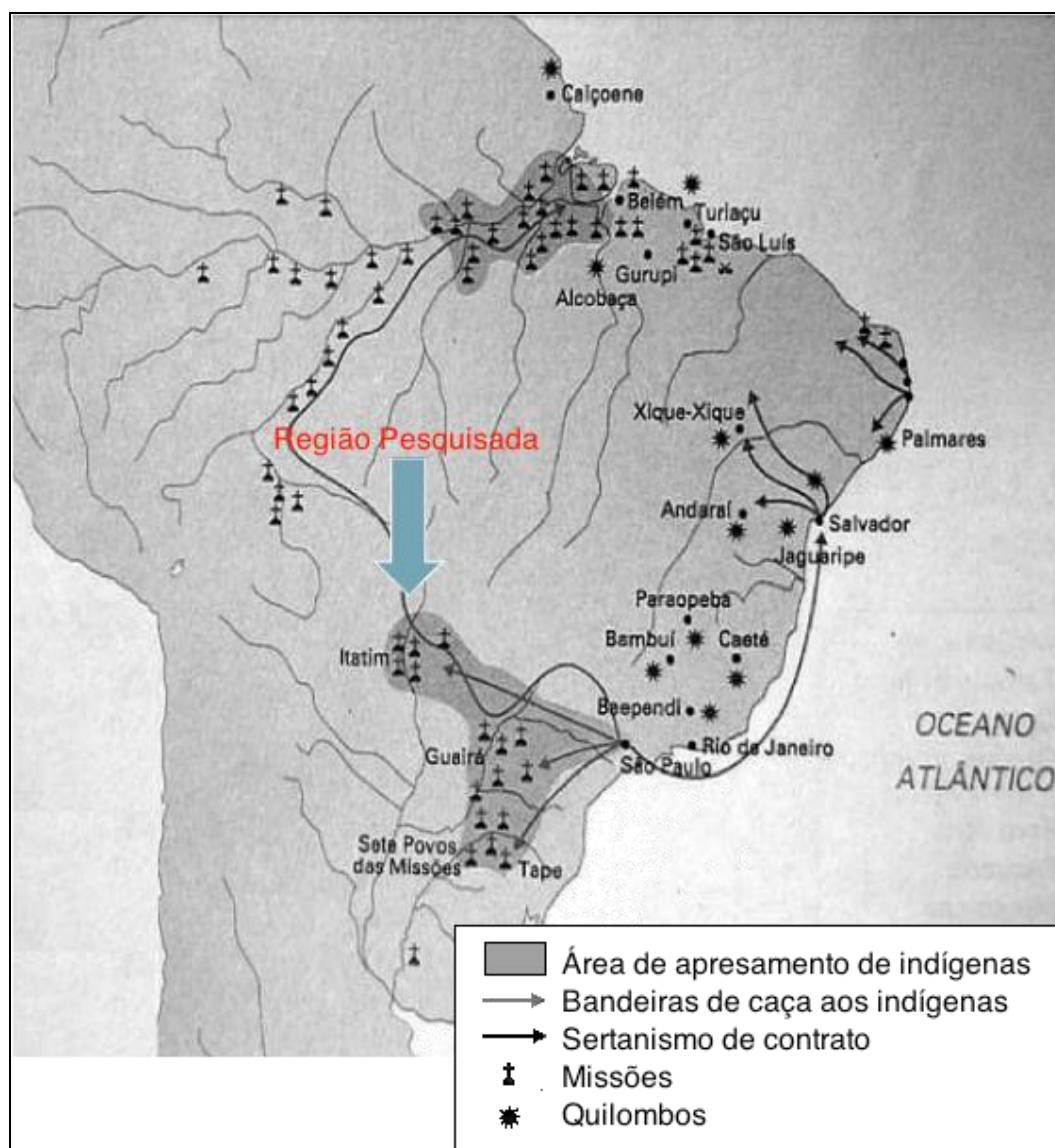 Calçoene
Belém
Turiaçu
São Luís
Gurupi
Alcobaça
Xique-Xique
Região Pesquisada
Palmares
Andaraí
Salvador
Jaguaripe
Paraopeba
Bambuí
Caeté
Itatim
Baependi
OCEANO
ATLÂNTICO
Rio de Janeiro
São Paulo
Guairá
Sete Povos
das Missões
Tape
Área de apresamento de indígenas
Bandeiras de caça aos indígenas
Sertanismo de contrato
Missões
Quilombos